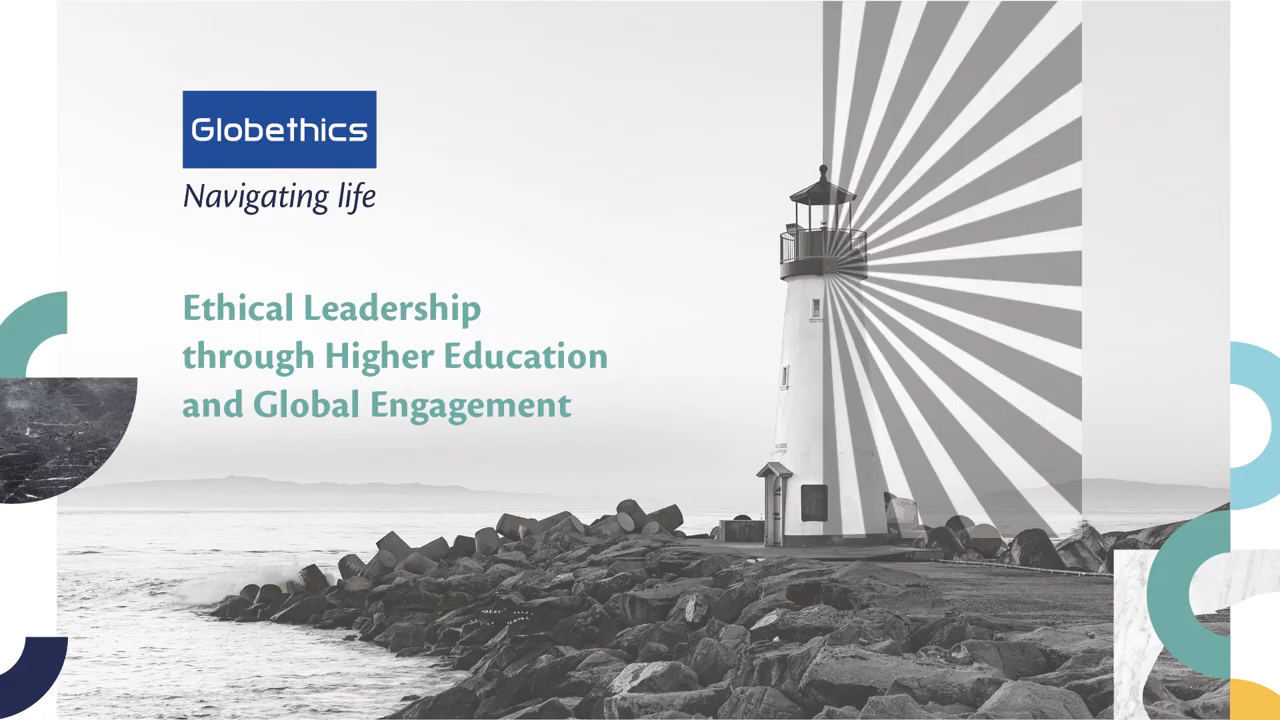 Globethics
Navigating life
Ethical Leadership
through Higher Education
and Global Engagement